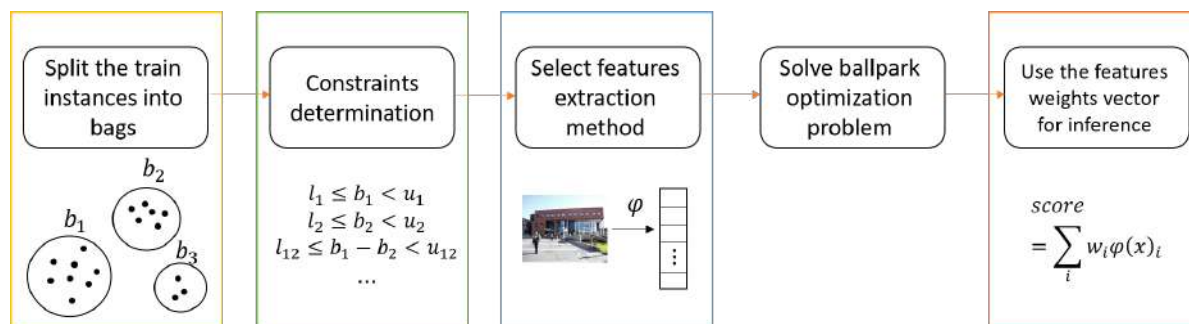 Split the train
instances into
bags
Constraints
determination
Select features
extraction
method
Solve ballpark
optimization
problem
Use the features
weights vector
for inference
b₂
b₁
b₃
l₁ ≤ b₁ < u₁
l₂ ≤ b₂ < u₂
l₁₂ ≤ b₁ − b₂ < u₁₂
...
φ
⋮
score
= ∑ᵢ wᵢφ(x)ᵢ